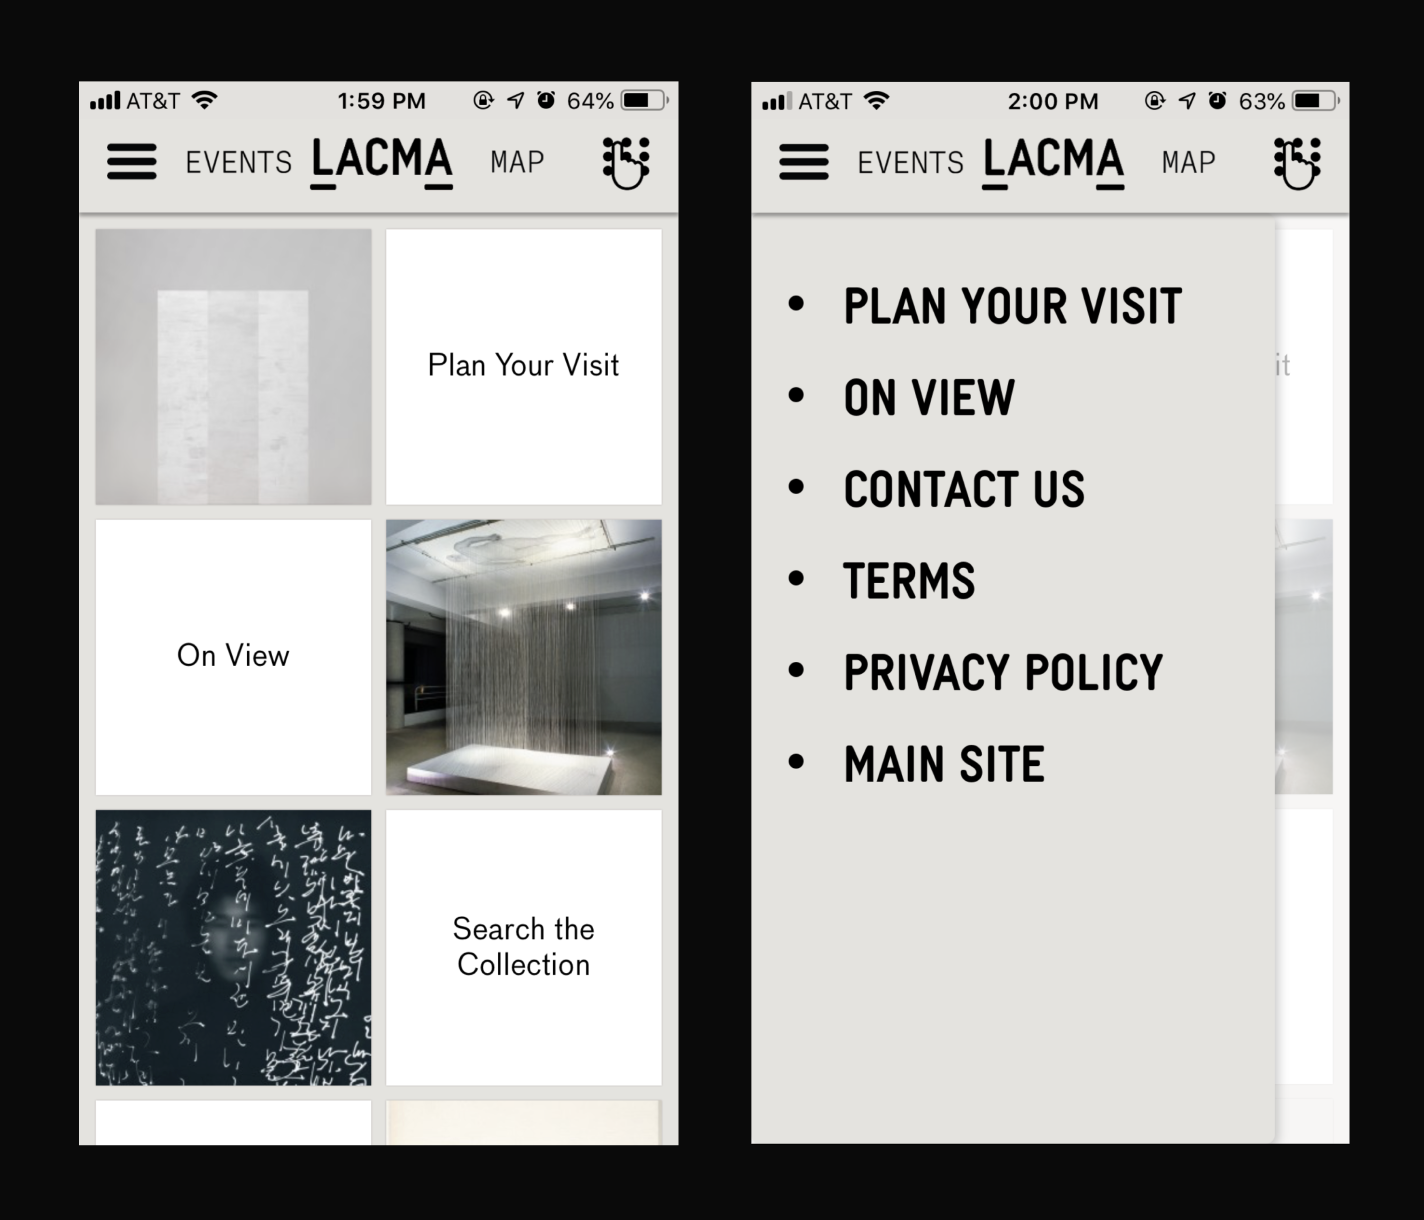 AT&T 1:59 PM 64%
EVENTS LACMA MAP
Plan Your Visit
On View
Search the
Collection
AT&T 2:00 PM 63%
EVENTS LACMA MAP
• PLAN YOUR VISIT
it
• ON VIEW
• CONTACT US
• TERMS
• PRIVACY POLICY
• MAIN SITE